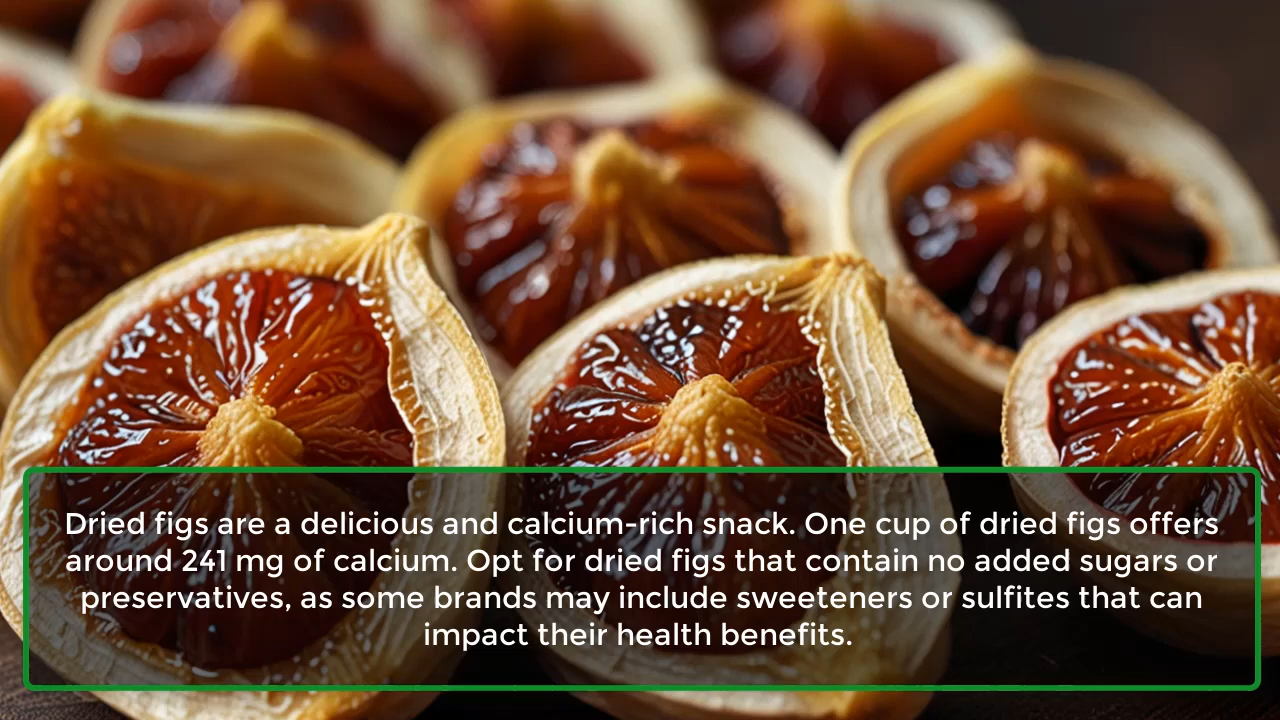 Dried figs are a delicious and calcium-rich snack. One cup of dried figs offers
around 241 mg of calcium. Opt for dried figs that contain no added sugars or
preservatives, as some brands may include sweeteners or sulfites that can
impact their health benefits.